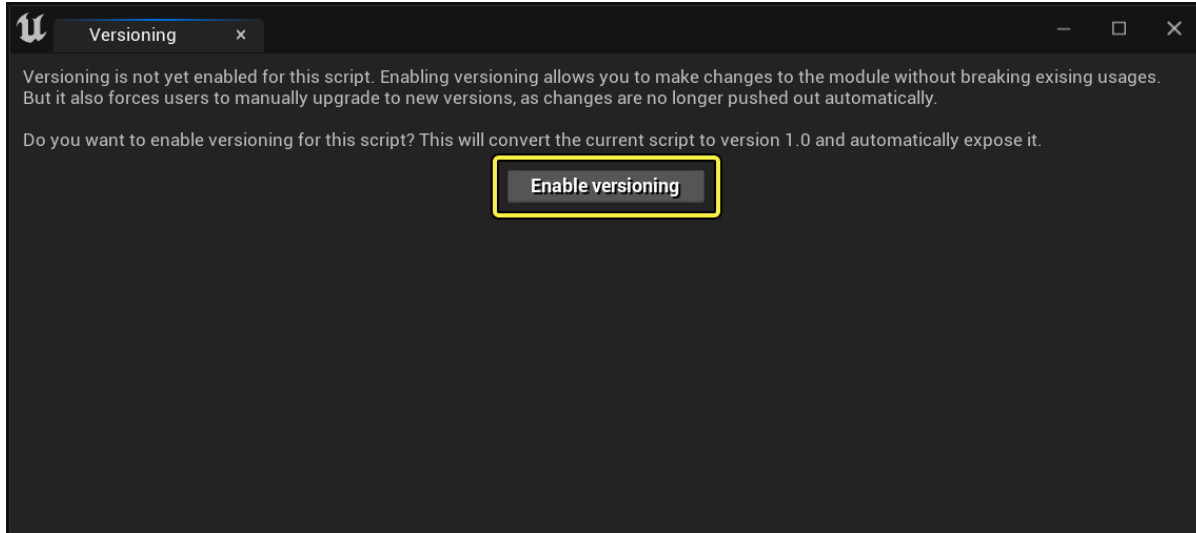 Versioning
Versioning is not yet enabled for this script. Enabling versioning allows you to make changes to the module without breaking exising usages.
But it also forces users to manually upgrade to new versions, as changes are no longer pushed out automatically.
Do you want to enable versioning for this script? This will convert the current script to version 1.0 and automatically expose it.
Enable versioning